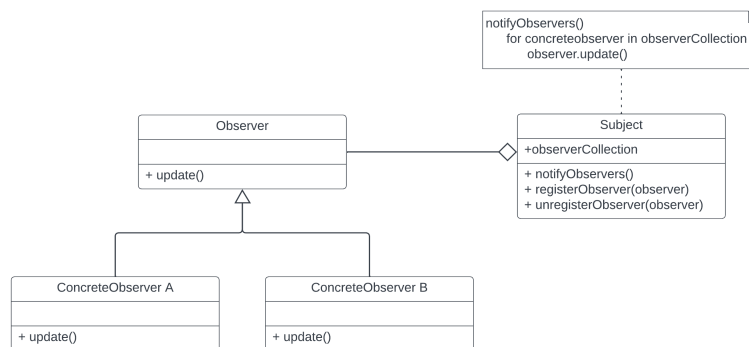 notifyObservers()
for concreteobserver in observerCollection
observer.update()
Observer
+ update()
Subject
+observerCollection
+ notifyObservers()
+ registerObserver(observer)
+ unregisterObserver(observer)
ConcreteObserver A
+ update()
ConcreteObserver B
+ update()